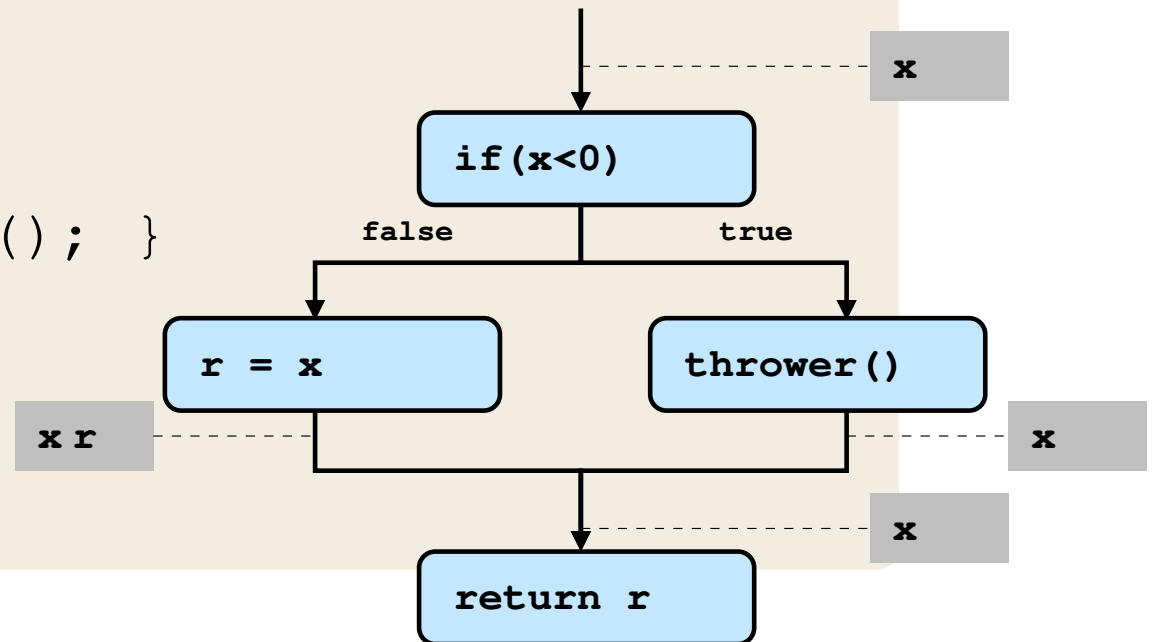 x
if(x<0)
(); }
false
true
r = x
thrower()
x r
x
x
return r